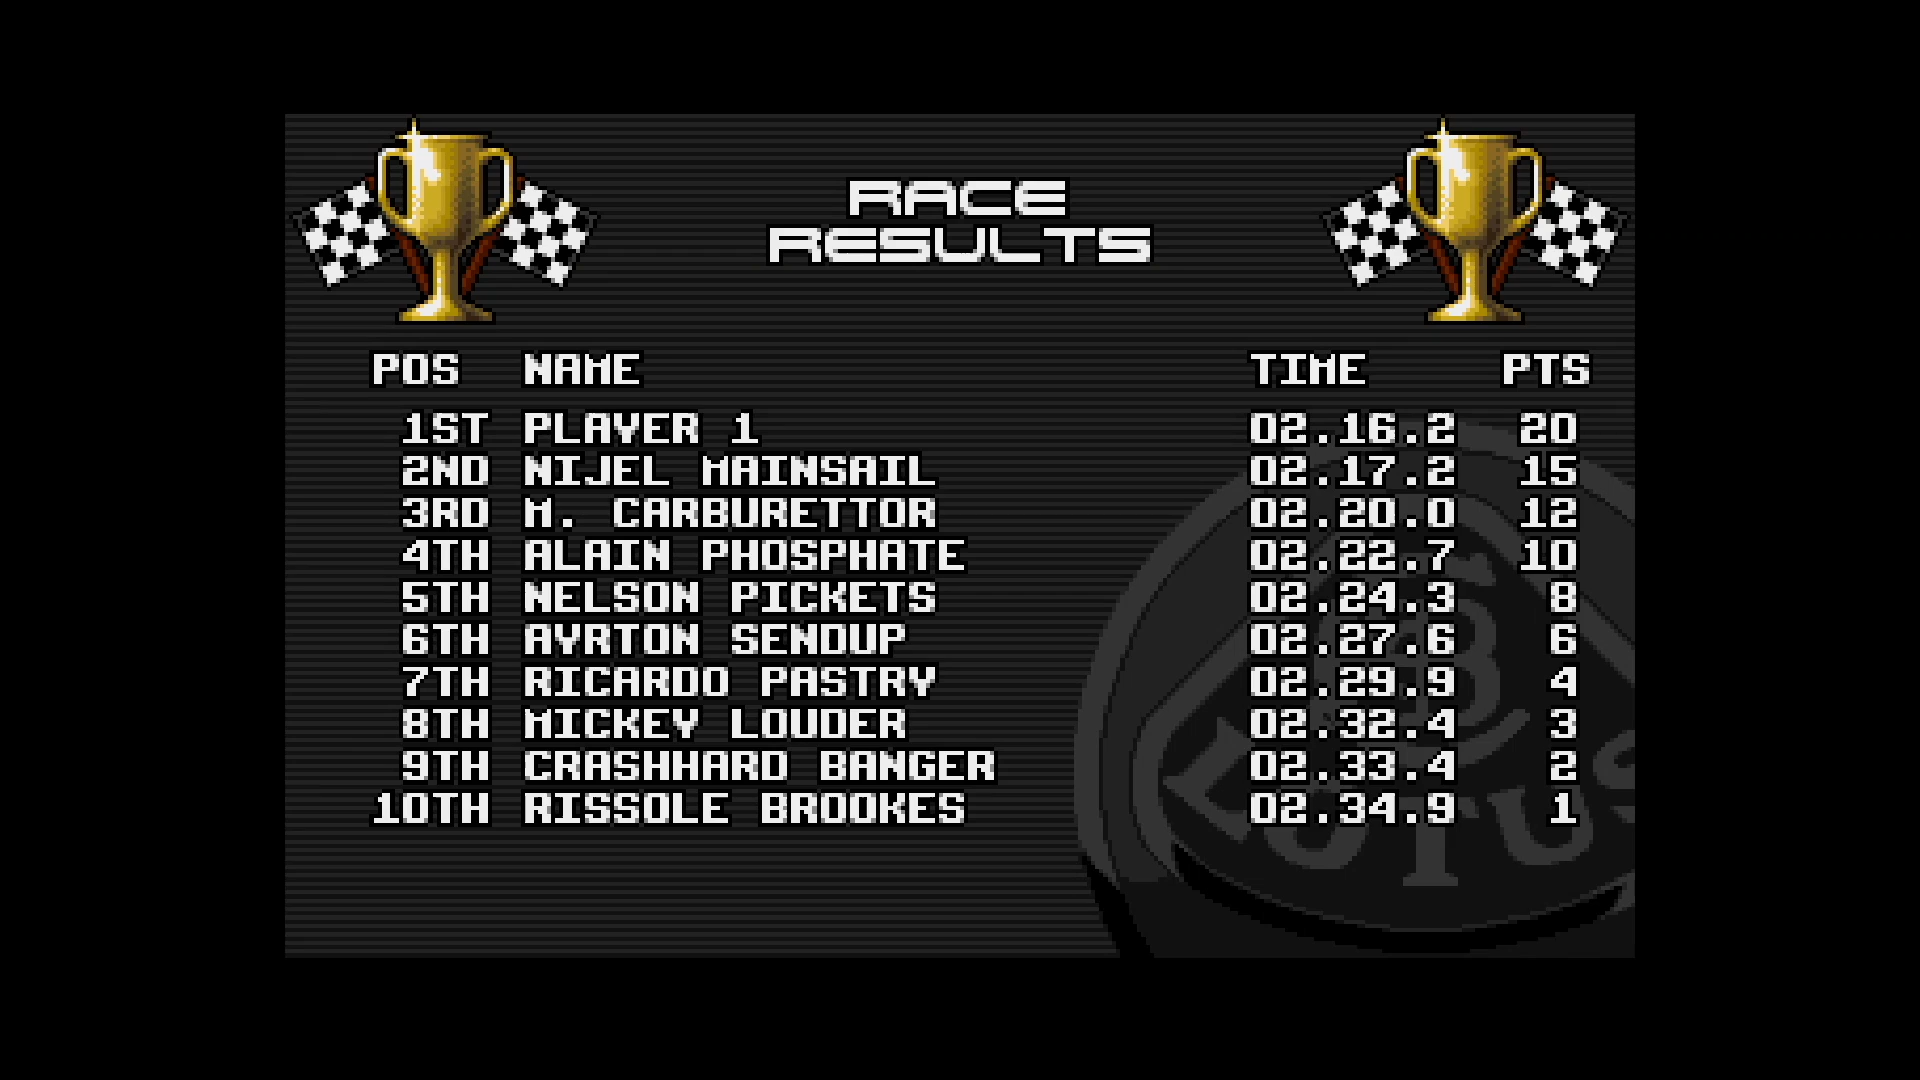 RACE
RESULTS
POS NAME TIME PTS
1ST PLAYER 1 02.16.2 20
2ND NIJEL MAINSAIL 02.17.2 15
3RD M. CARBURETTOR 02.20.0 12
4TH ALAIN PHOSPHATE 02.22.7 10
5TH NELSON PICKETS 02.24.3 8
6TH AYRTON SENDUP 02.27.6 6
7TH RICARDO PASTRY 02.29.9 4
8TH MICKEY LOUDER 02.32.4 3
9TH CRASHHARD BANGER 02.33.4 2
10TH RISSOLE BROOKES 02.34.9 1
LOTUS